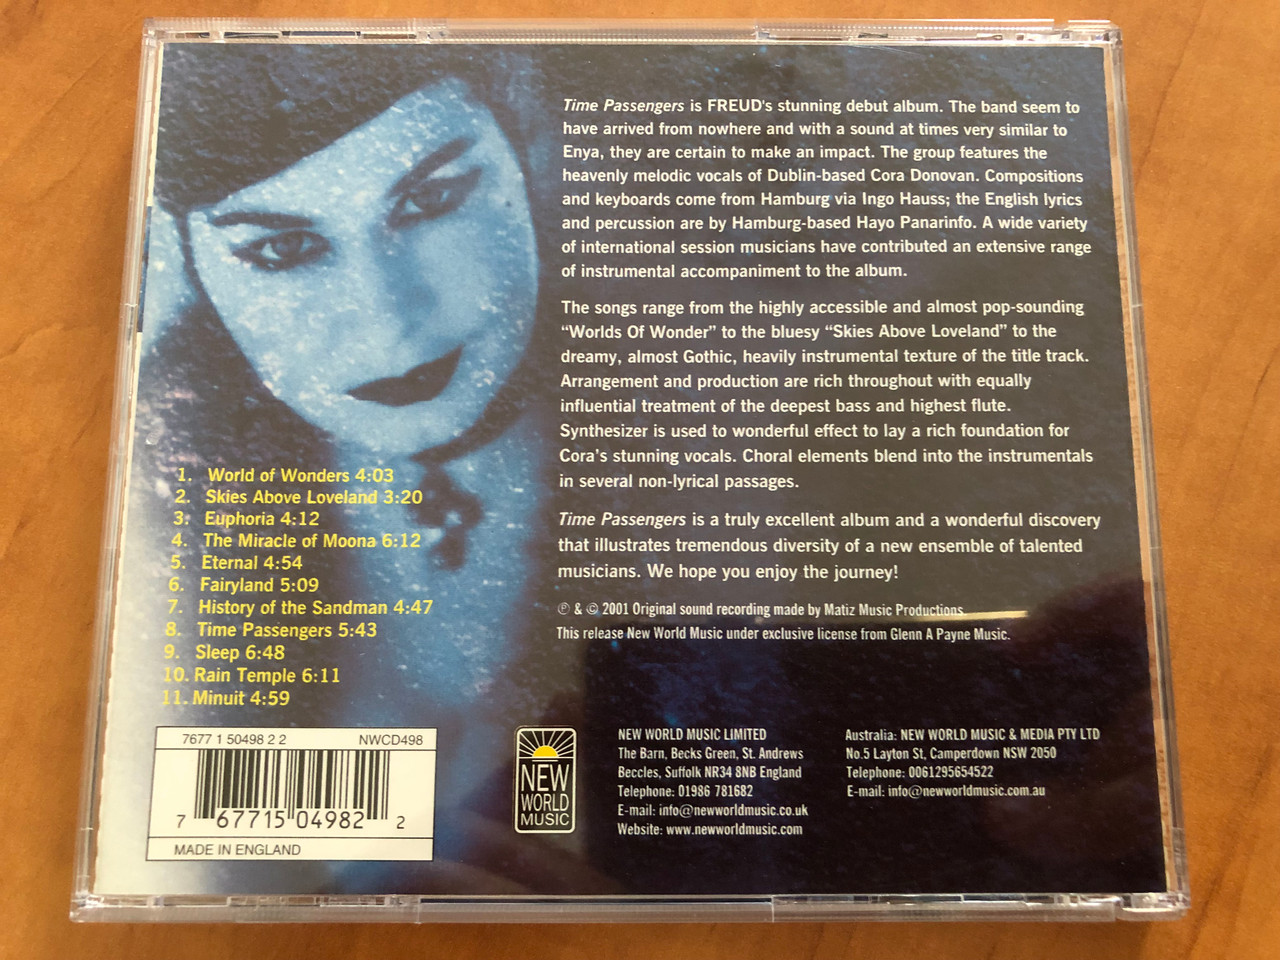 Time Passengers is FREUD's stunning debut album. The band seem to
have arrived from nowhere and with a sound at times very similar to
Enya, they are certain to make an impact. The group features the
heavenly melodic vocals of Dublin-based Cora Donovan. Compositions
and keyboards come from Hamburg via Ingo Hauss; the English lyrics
and percussion are by Hamburg-based Hayo Panarinfo. A wide variety
of international session musicians have contributed an extensive range
of instrumental accompaniment to the album.
The songs range from the highly accessible and almost pop-sounding
“Worlds Of Wonder” to the bluesy “Skies Above Loveland” to the
dreamy, almost Gothic, heavily instrumental texture of the title track.
Arrangement and production are rich throughout with equally
influential treatment of the deepest bass and highest flute.
Synthesizer is used to wonderful effect to lay a rich foundation for
Cora's stunning vocals. Choral elements blend into the instrumentals
in several non-lyrical passages.
Time Passengers is a truly excellent album and a wonderful discovery
that illustrates tremendous diversity of a new ensemble of talented
musicians. We hope you enjoy the journey!
℗ & © 2001 Original sound recording made by Matiz Music Productions.
This release New World Music under exclusive license from Glenn A Payne Music.
1. World of Wonders 4:03
2. Skies Above Loveland 3:20
3. Euphoria 4:12
4. The Miracle of Moona 6:12
5. Eternal 4:54
6. Fairyland 5:09
7. History of the Sandman 4:47
8. Time Passengers 5:43
9. Sleep 6:48
10. Rain Temple 6:11
11. Minuit 4:59
7677 1 50498 2 2 NWCD498
7 67715 04982 2
MADE IN ENGLAND
NEW
WORLD
MUSIC
NEW WORLD MUSIC LIMITED
The Barn, Becks Green, St. Andrews
Beccles, Suffolk NR34 8NB England
Telephone: 01986 781682
E-mail: info@newworldmusic.co.uk
Website: www.newworldmusic.com
Australia: NEW WORLD MUSIC & MEDIA PTY LTD
No.5 Layton St, Camperdown NSW 2050
Telephone: 0061295654522
E-mail: info@newworldmusic.com.au